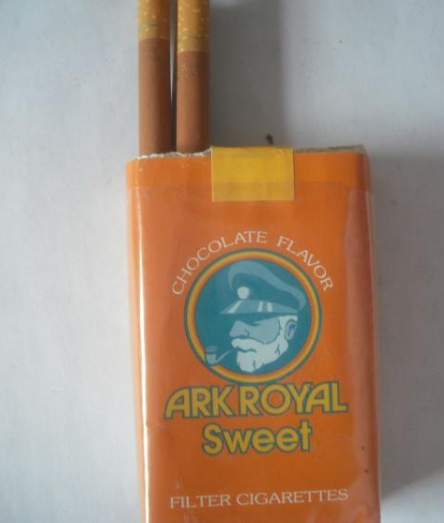 CHOCOLATE FLAVOR
ARK ROYAL
Sweet
FILTER CIGARETTES